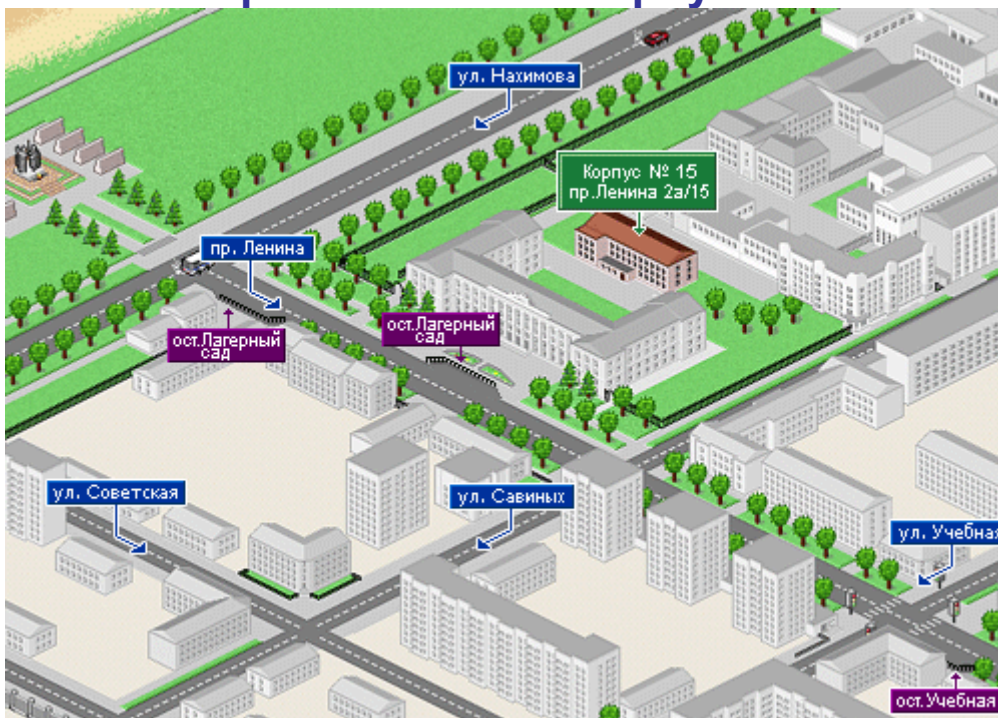 ул. Нахимова
Корпус № 15
пр.Ленина 2а/15
пр. Ленина
ост.Лагерный
сад
ост.Лагерный
сад
ул. Советская
ул. Савиных
ул. Учебная
ост.Учебная